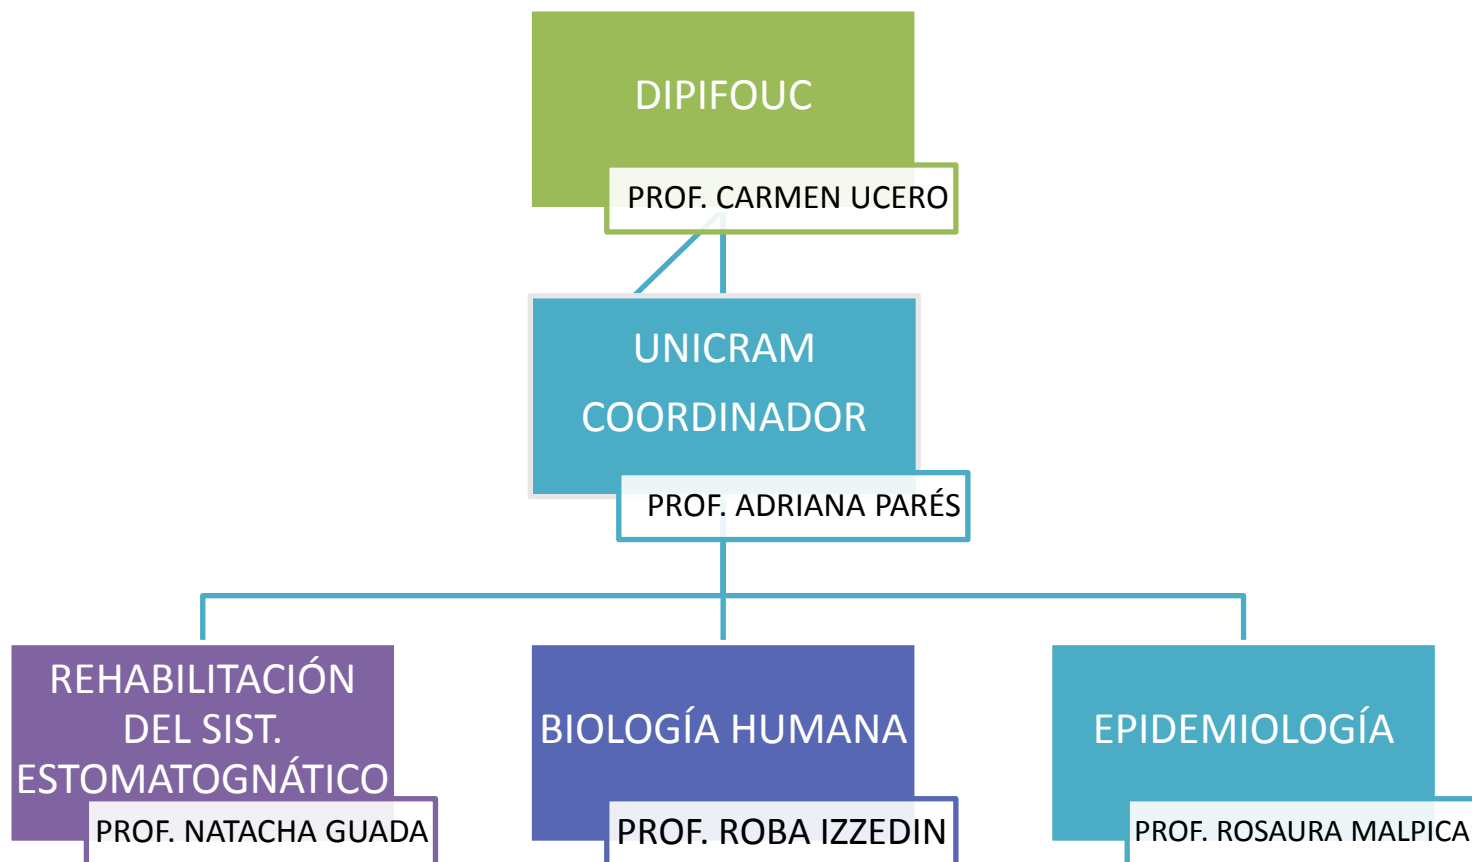 DIPIFOUC
PROF. CARMEN UCERO
UNICRAM
COORDINADOR
PROF. ADRIANA PARÉS
REHABILITACIÓN
DEL SIST.
ESTOMATOGNÁTICO
PROF. NATACHA GUADA
BIOLOGÍA HUMANA
PROF. ROBA IZZEDIN
EPIDEMIOLOGÍA
PROF. ROSAURA MALPICA